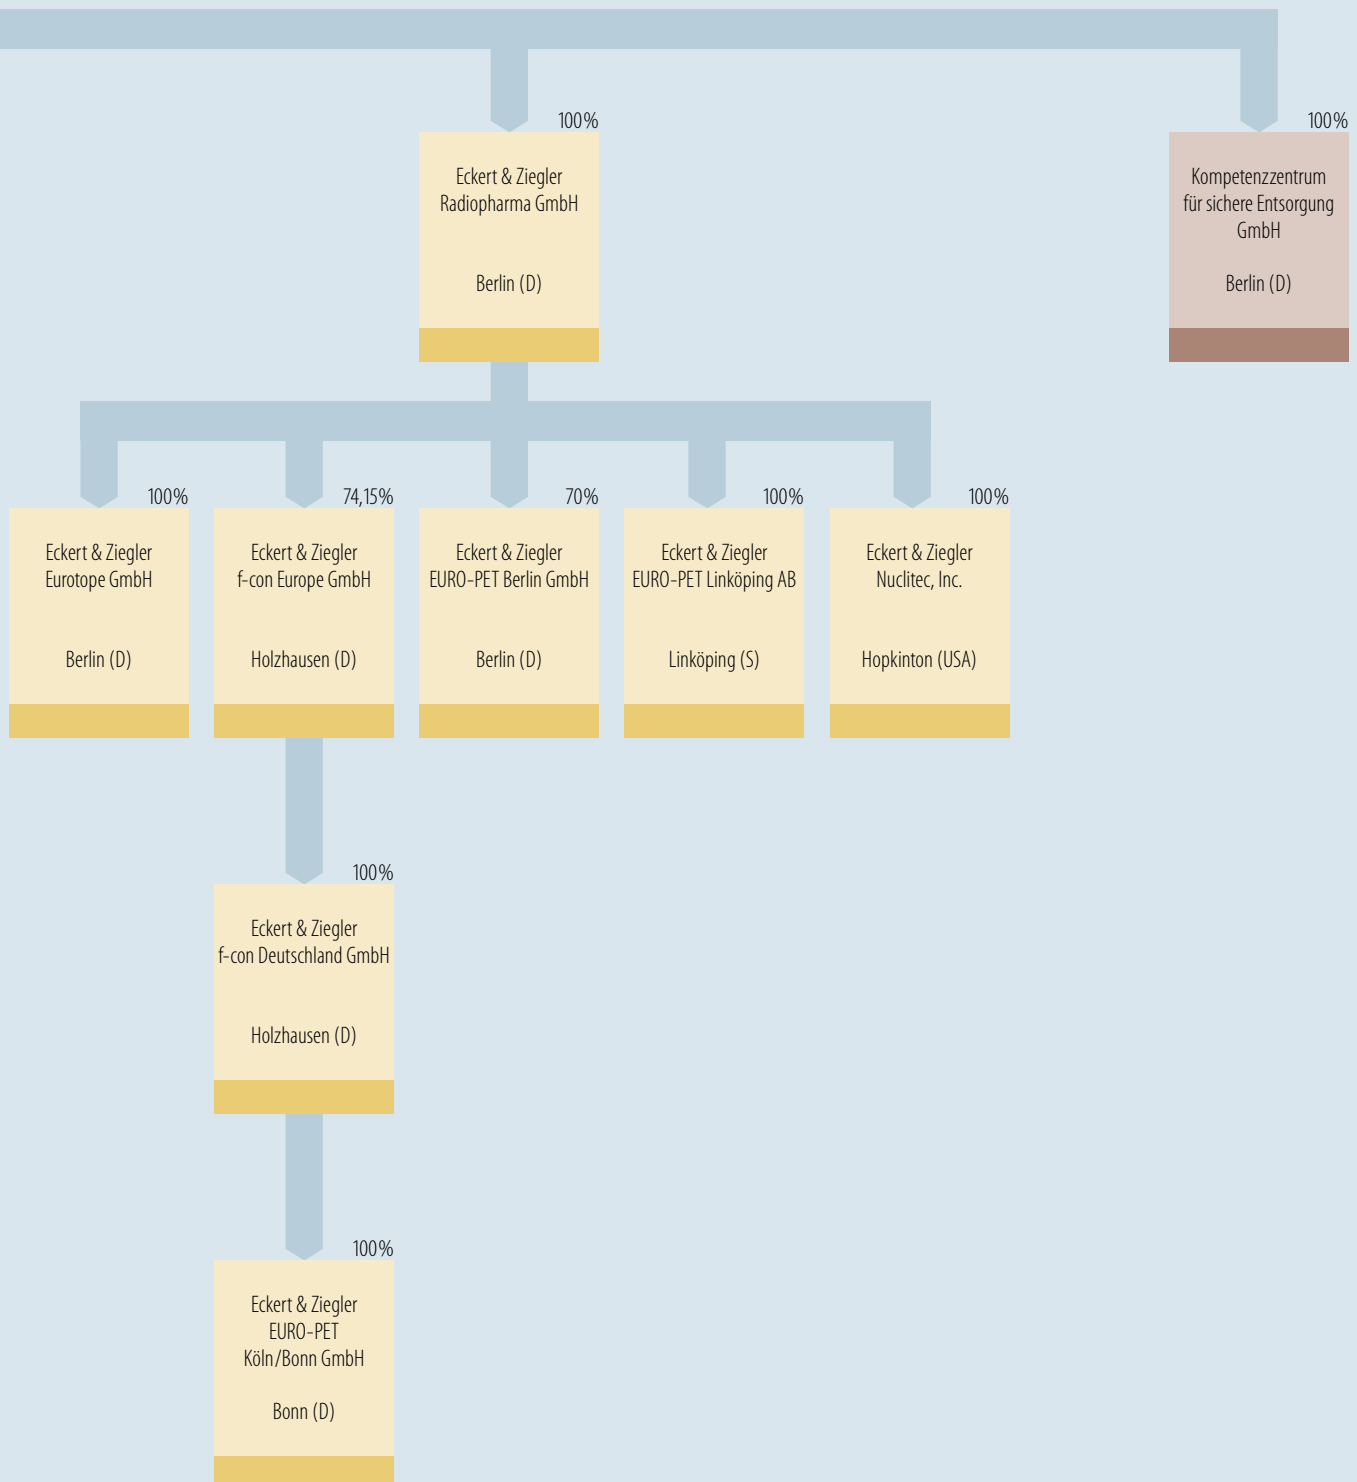 100%
Eckert & Ziegler
Radiopharma GmbH
Berlin (D)
100%
Kompetenzzentrum
für sichere Entsorgung
GmbH
Berlin (D)
100%
Eckert & Ziegler
Eurotope GmbH
Berlin (D)
74,15%
Eckert & Ziegler
f-con Europe GmbH
Holzhausen (D)
70%
Eckert & Ziegler
EURO-PET Berlin GmbH
Berlin (D)
100%
Eckert & Ziegler
EURO-PET Linköping AB
Linköping (S)
100%
Eckert & Ziegler
Nuclitec, Inc.
Hopkinton (USA)
100%
Eckert & Ziegler
f-con Deutschland GmbH
Holzhausen (D)
100%
Eckert & Ziegler
EURO-PET
Köln/Bonn GmbH
Bonn (D)